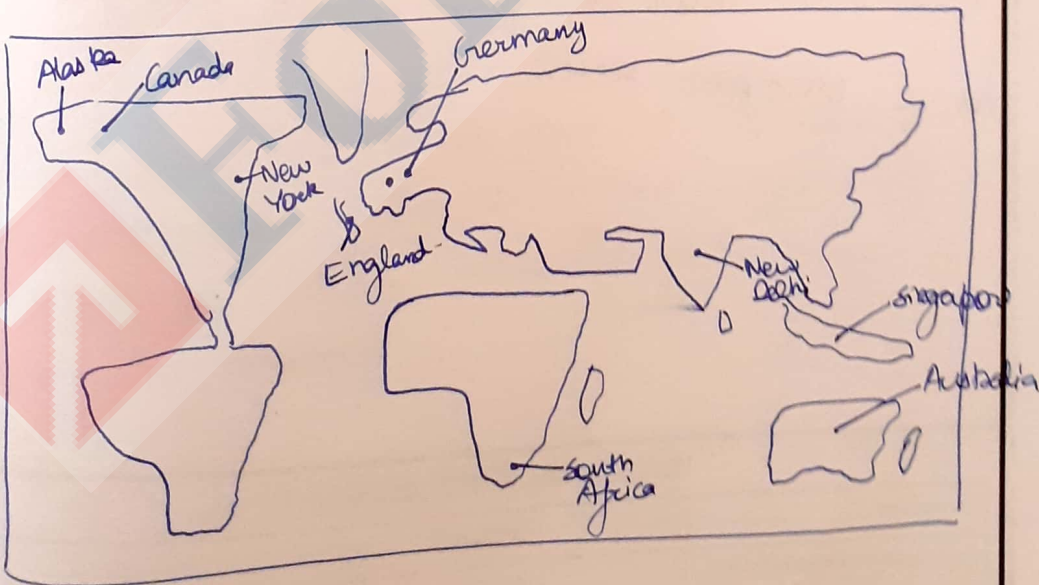 Alaska
Canada
Germany
New
York
England
New
Delhi
Singapore
Australia
South
Africa